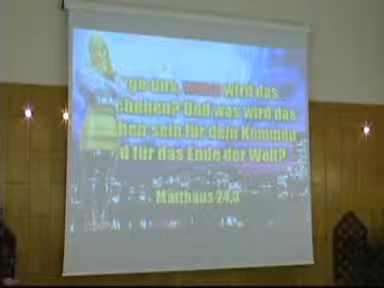 uns, wann wird das
chehen? Und was wird das
hen sein für dein Kommen
d für das Ende der Welt?
Matthäus 24,3